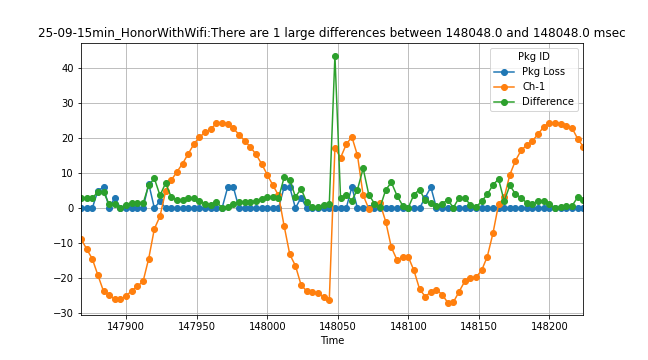 25-09-15min_HonorWithWifi:There are 1 large differences between 148048.0 and 148048.0 msec
Pkg ID
Pkg Loss
Ch-1
Difference
40
30
20
10
0
−10
−20
−30
147900 147950 148000 148050 148100 148150 148200
Time